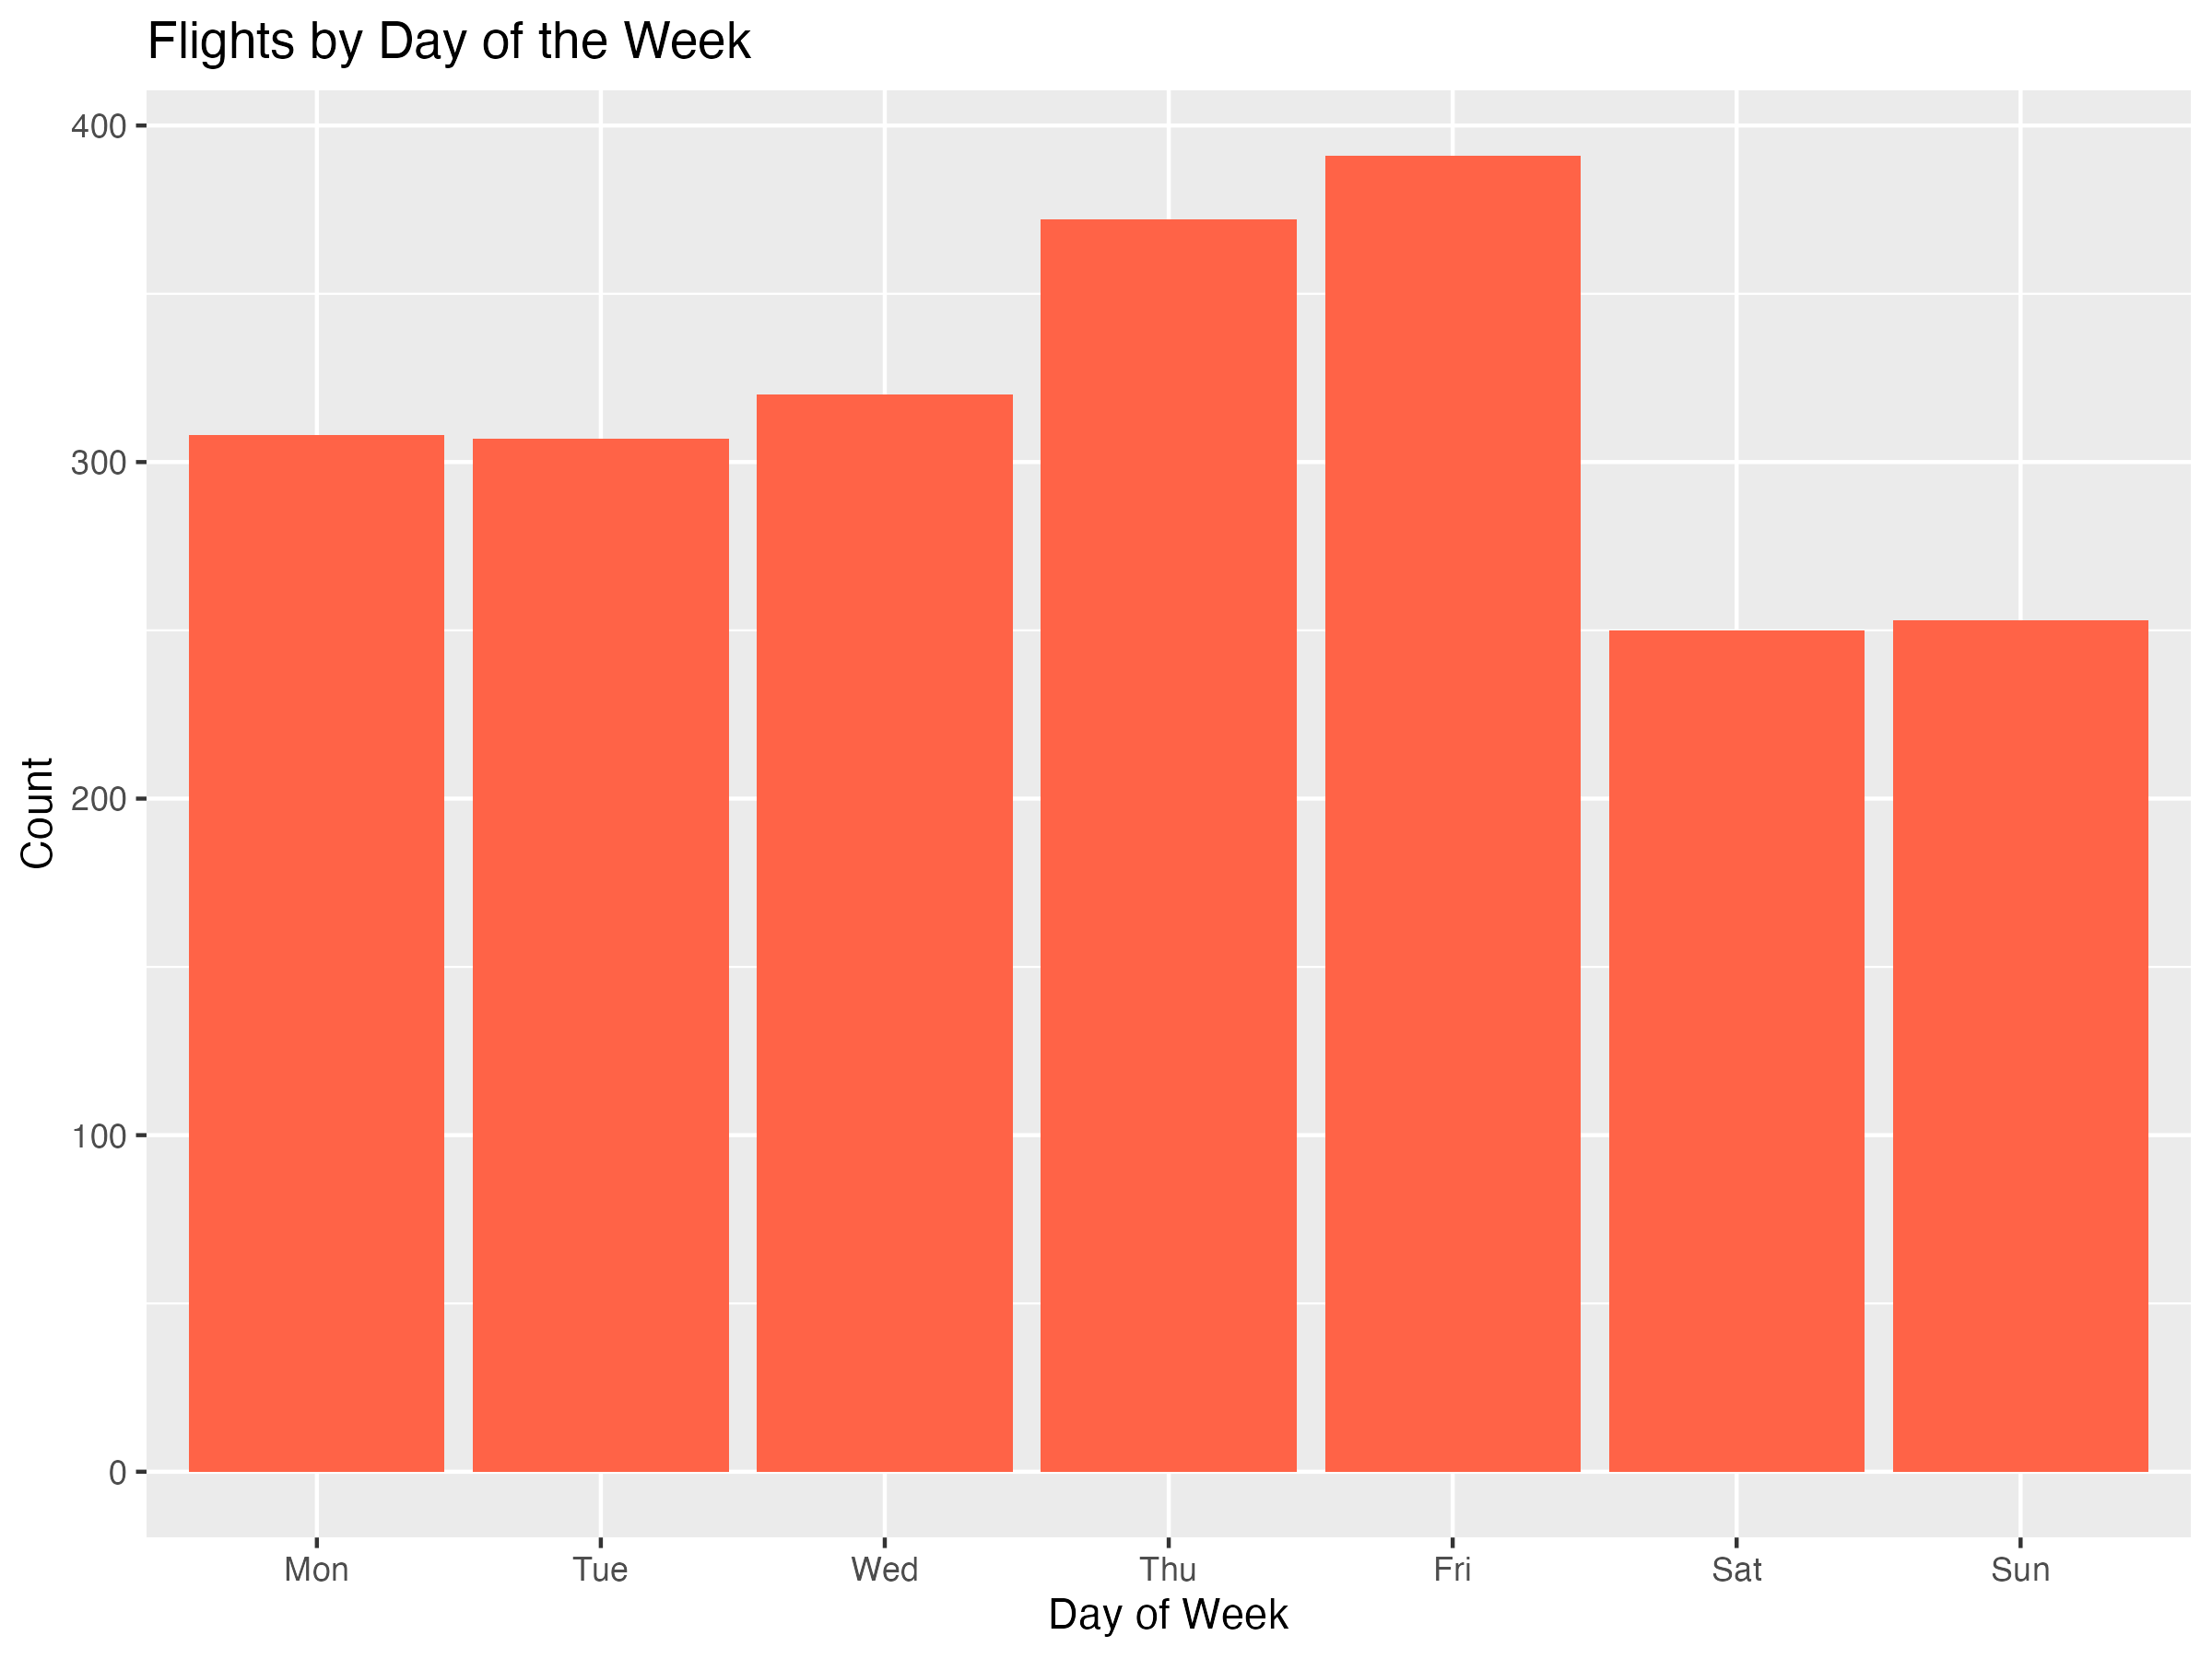 Flights by Day of the Week
400
300
200
100
0
Count
Mon Tue Wed Thu Fri Sat Sun
Day of Week